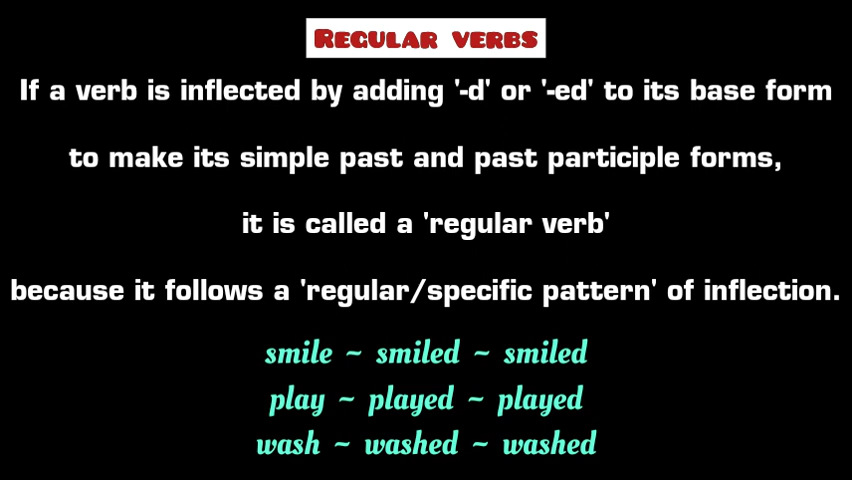 REGULAR VERBS
If a verb is inflected by adding '-d' or '-ed' to its base form
to make its simple past and past participle forms,
it is called a 'regular verb'
because it follows a 'regular/specific pattern' of inflection.
smile ~ smiled ~ smiled
play ~ played ~ played
wash ~ washed ~ washed